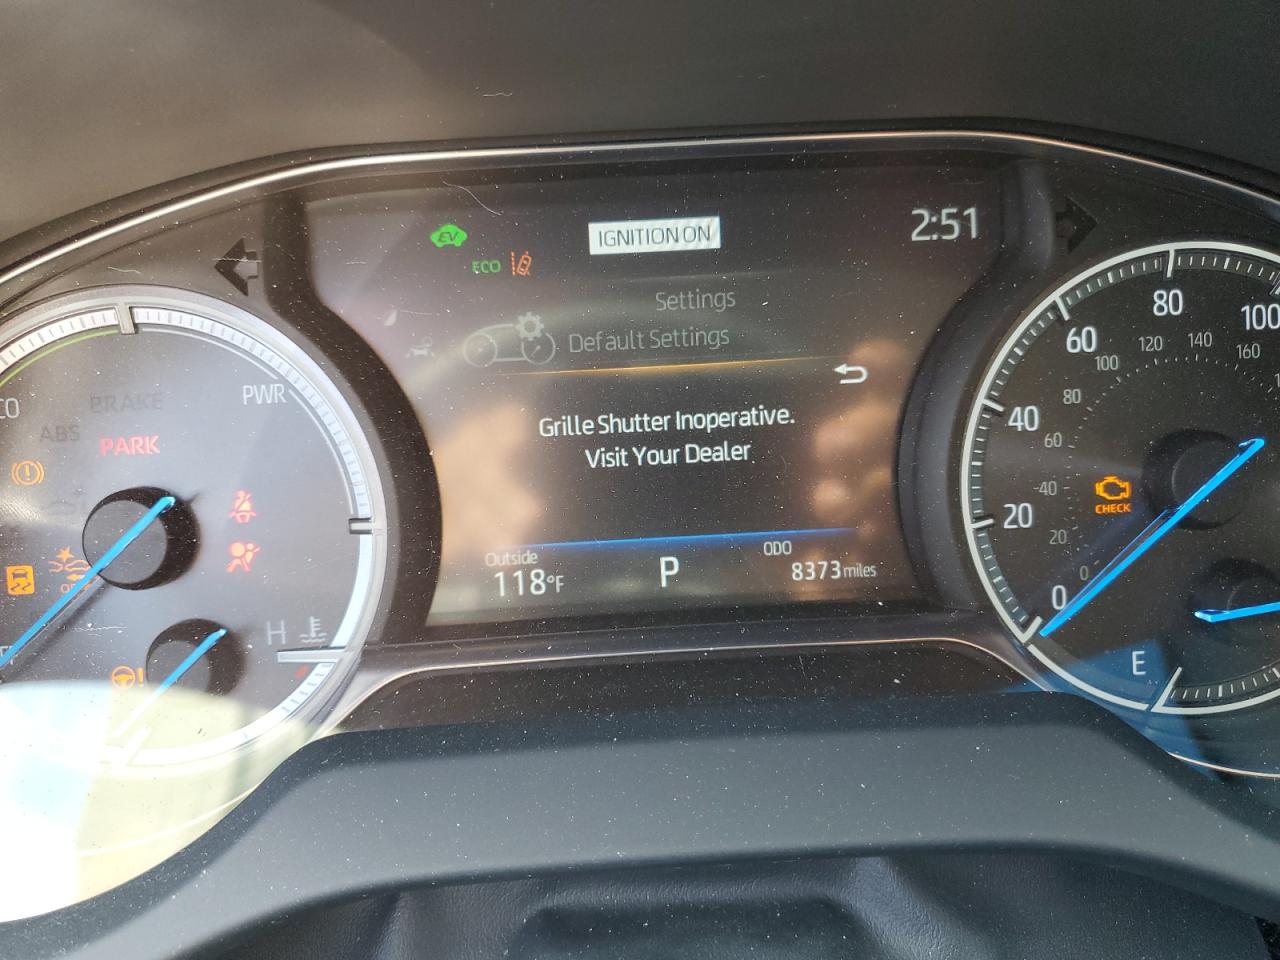 EV
IGNITION ON
2:51
ECO
Settings
Default Settings
Grille Shutter Inoperative.
Visit Your Dealer
Outside
118°F
P
ODO
8373 miles
PWR
BRAKE
ABS
PARK
H
80
100
60
120
140
160
100
40
80
60
20
40
20
0
0
CHECK
E